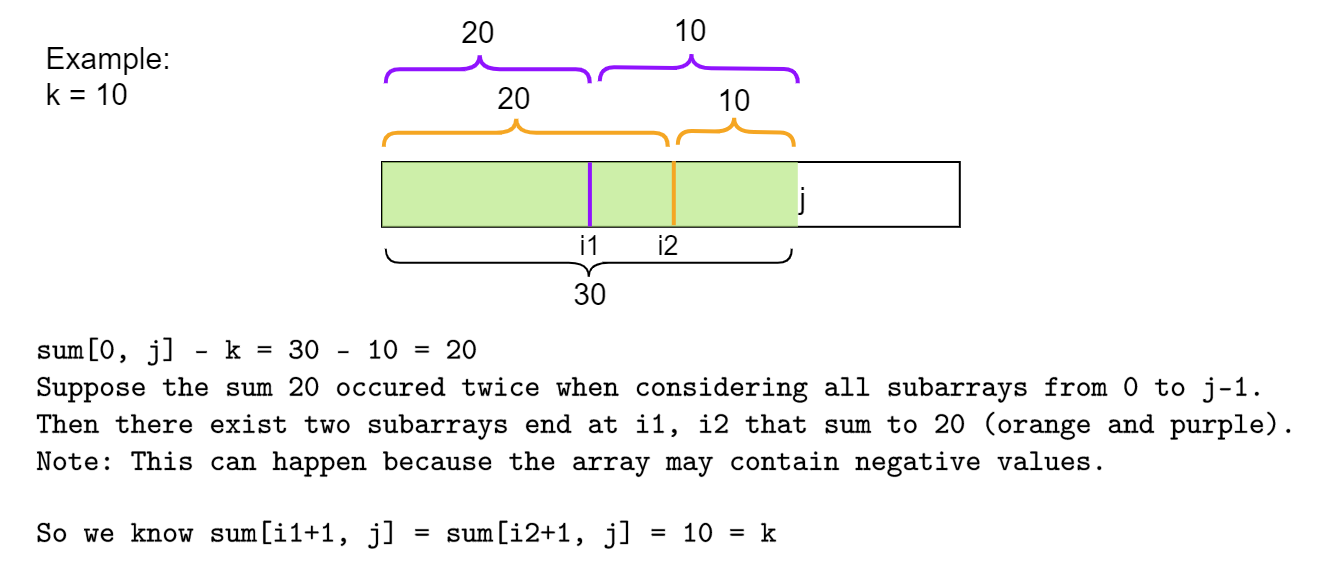 20
10
Example:
k = 10
20
10
j
i1
i2
30
sum[0, j] - k = 30 - 10 = 20
Suppose the sum 20 occured twice when considering all subarrays from 0 to j-1.
Then there exist two subarrays end at i1, i2 that sum to 20 (orange and purple).
Note: This can happen because the array may contain negative values.
So we know sum[i1+1, j] = sum[i2+1, j] = 10 = k